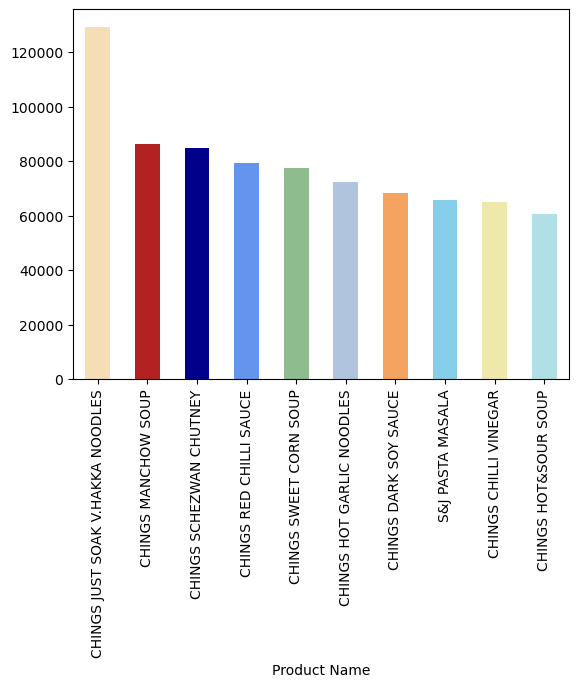 120000
100000
80000
60000
40000
20000
0
CHINGS JUST SOAK V.HAKKA NOODLES
CHINGS MANCHOW SOUP
CHINGS SCHEZWAN CHUTNEY
CHINGS RED CHILLI SAUCE
CHINGS SWEET CORN SOUP
CHINGS HOT GARLIC NOODLES
CHINGS DARK SOY SAUCE
S&J PASTA MASALA
CHINGS CHILLI VINEGAR
CHINGS HOT&SOUR SOUP
Product Name